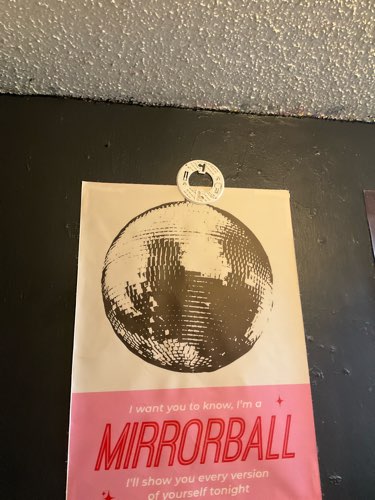 I want you to know, I'm a
MIRRORBALL
I'll show you every version
of yourself tonight